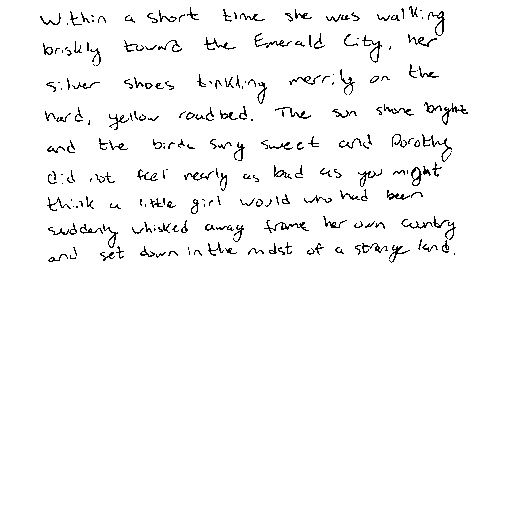 Within a short time she was walking
briskly toward the Emerald City, her
silver shoes tinkling merrily on the
hard, yellow roadbed. The sun shone bright
and the birds sang sweet and Dorothy
did not feel nearly as bad as you might
think a little girl would who had been
suddenly whisked away frome her own country
and set down in the midst of a strange land.